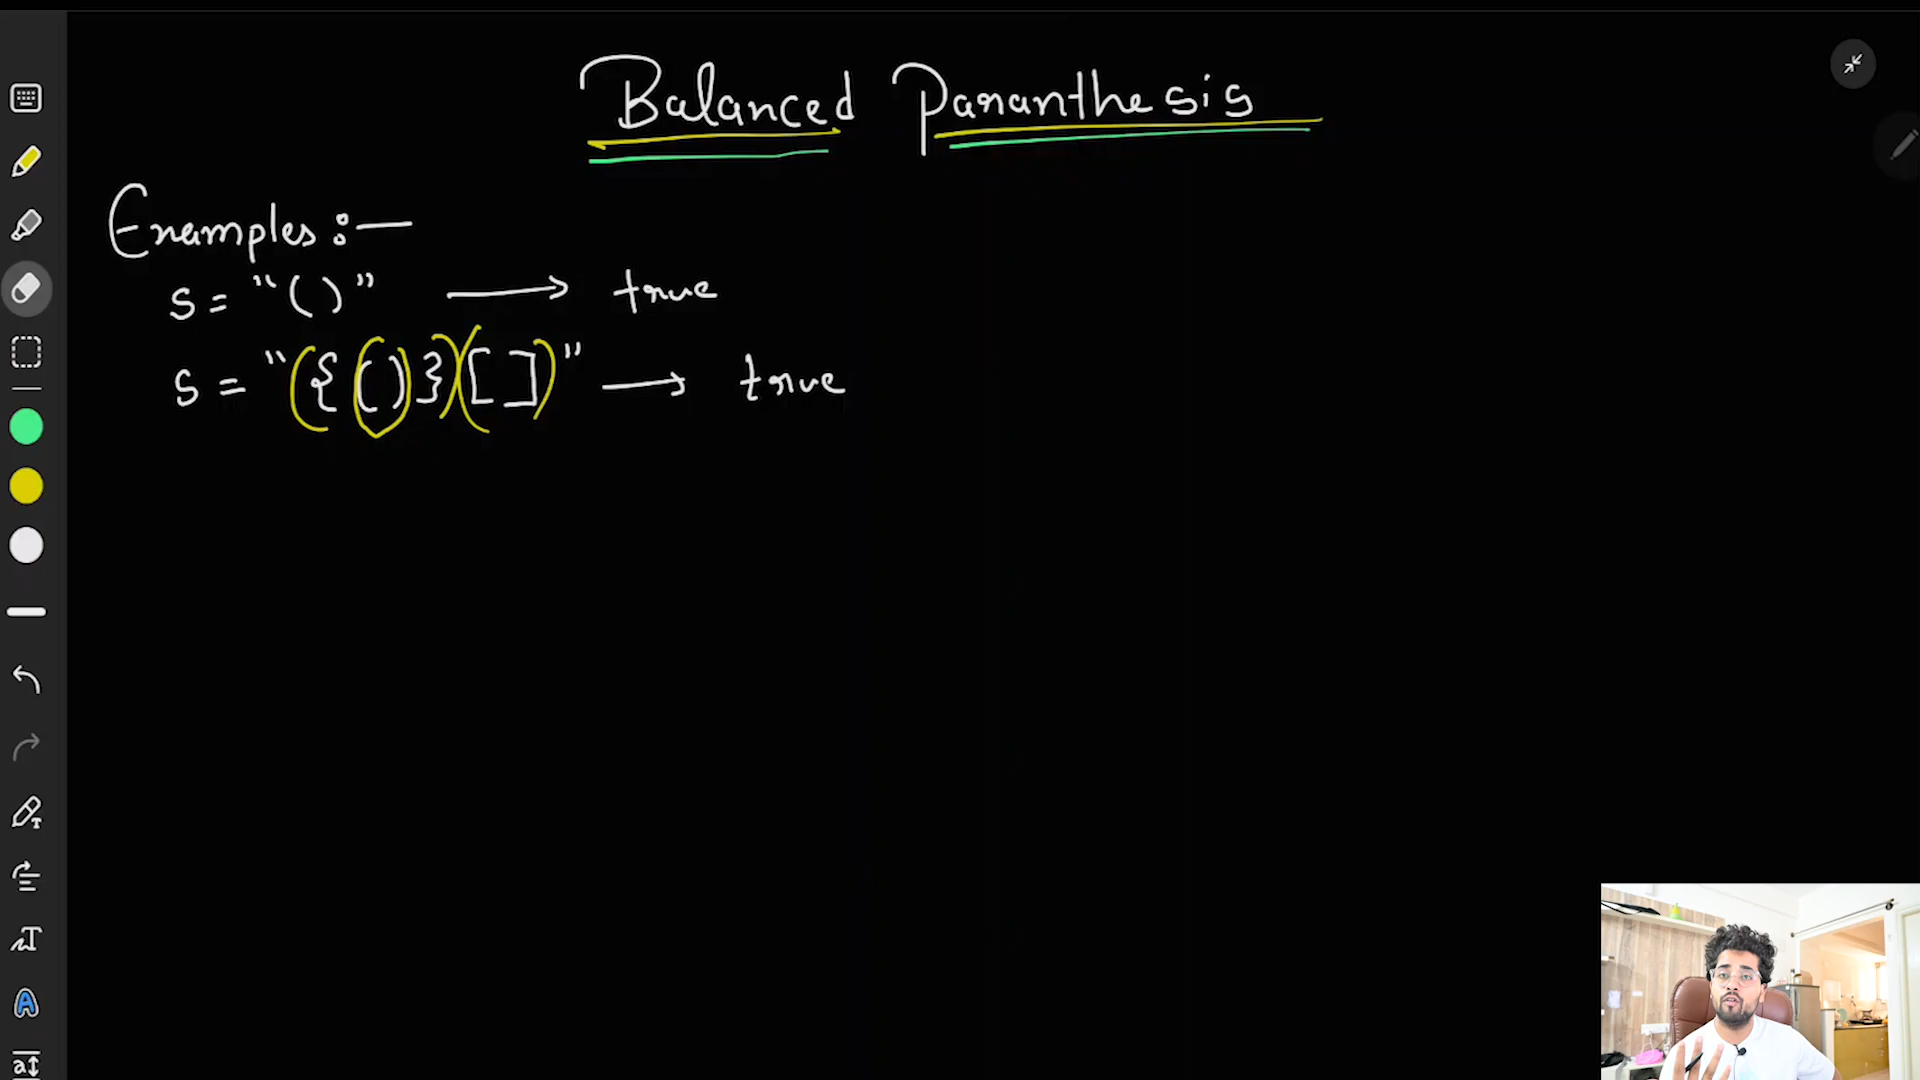 Balanced Paranthesis
Examples :—
s = "()" ⟶ true
s = "{()}[]" ⟶ true